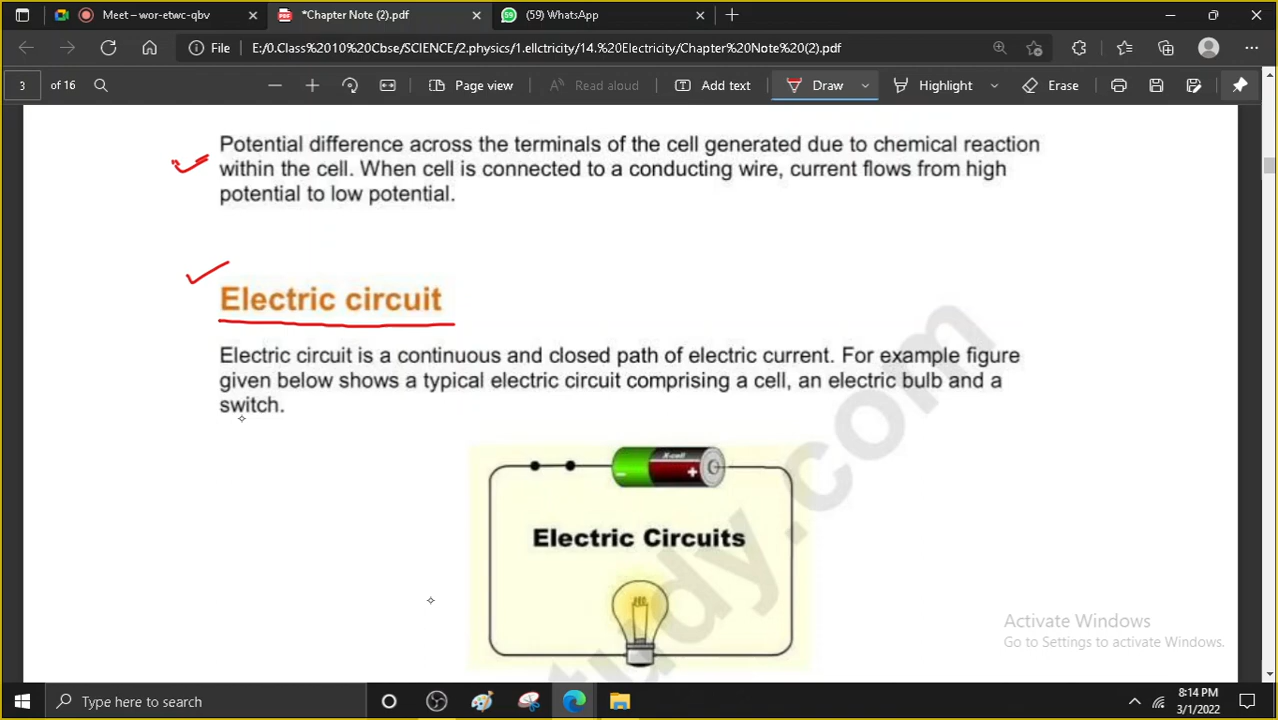 Meet – wor-etwc-qbv
*Chapter Note (2).pdf
(59) WhatsApp
File
E:/0.Class%2010%20Cbse/SCIENCE/2.physics/1.ellctricity/14.%20Electricity/Chapter%20Note%20(2).pdf
3 of 16
Page view
Read aloud
Add text
Draw
Highlight
Erase
Potential difference across the terminals of the cell generated due to chemical reaction
within the cell. When cell is connected to a conducting wire, current flows from high
potential to low potential.
Electric circuit
Electric circuit is a continuous and closed path of electric current. For example figure
given below shows a typical electric circuit comprising a cell, an electric bulb and a
switch.
X-cell
− +
Electric Circuits
study.com
Activate Windows
Go to Settings to activate Windows.
Type here to search
8:14 PM
3/1/2022